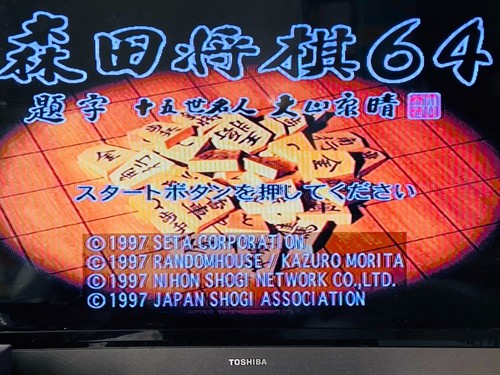 森田将棋64
題字 十五世名人 大山康晴
スタートボタンを押してください
©1997 SETA CORPORATION
©1997 RANDOMHOUSE / KAZURO MORITA
©1997 NIHON SHOGI NETWORK CO.,LTD.
©1997 JAPAN SHOGI ASSOCIATION
TOSHIBA